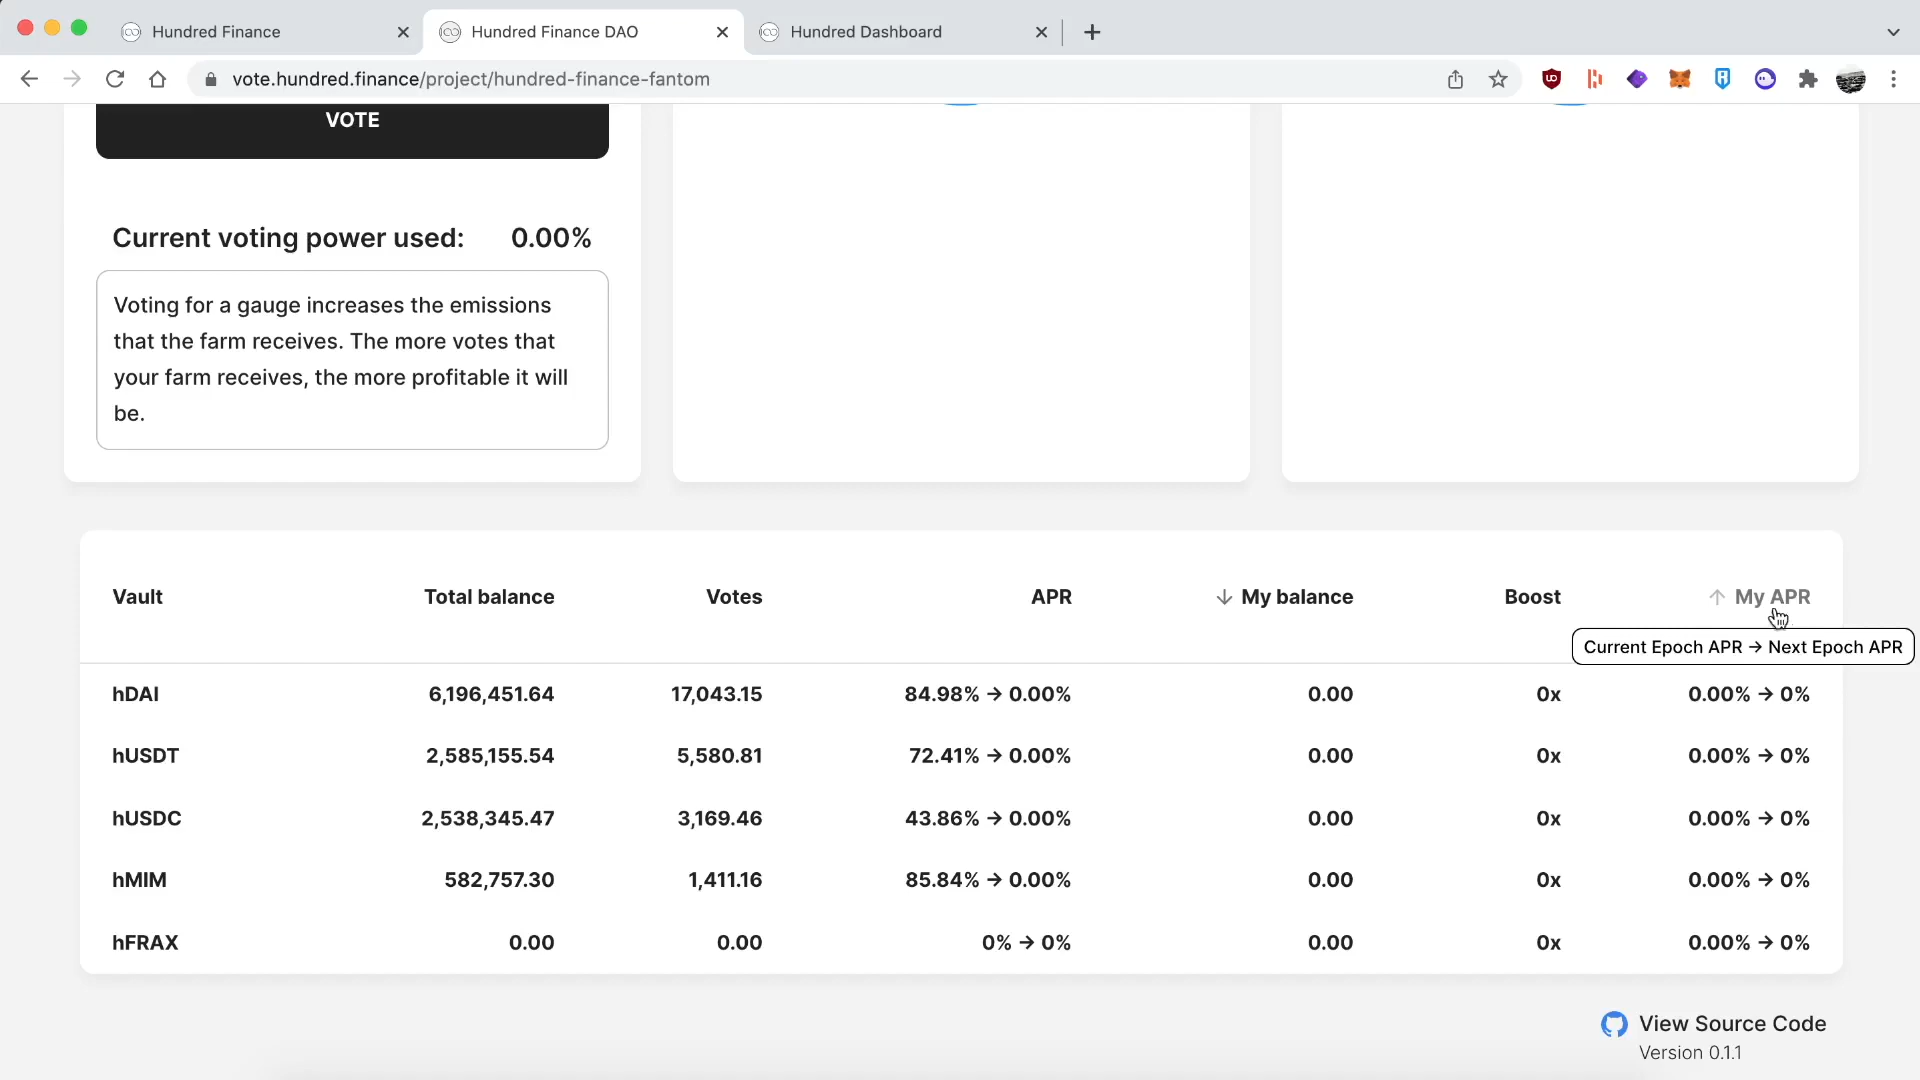 Hundred Finance
Hundred Finance DAO
Hundred Dashboard
vote.hundred.finance/project/hundred-finance-fantom
VOTE
Current voting power used: 0.00%
Voting for a gauge increases the emissions
that the farm receives. The more votes that
your farm receives, the more profitable it will
be.
Vault Total balance Votes APR ↓ My balance Boost ↑ My APR
Current Epoch APR → Next Epoch APR
hDAI 6,196,451.64 17,043.15 84.98% → 0.00% 0.00 0x 0.00% → 0%
hUSDT 2,585,155.54 5,580.81 72.41% → 0.00% 0.00 0x 0.00% → 0%
hUSDC 2,538,345.47 3,169.46 43.86% → 0.00% 0.00 0x 0.00% → 0%
hMIM 582,757.30 1,411.16 85.84% → 0.00% 0.00 0x 0.00% → 0%
hFRAX 0.00 0.00 0% → 0% 0.00 0x 0.00% → 0%
View Source Code
Version 0.1.1